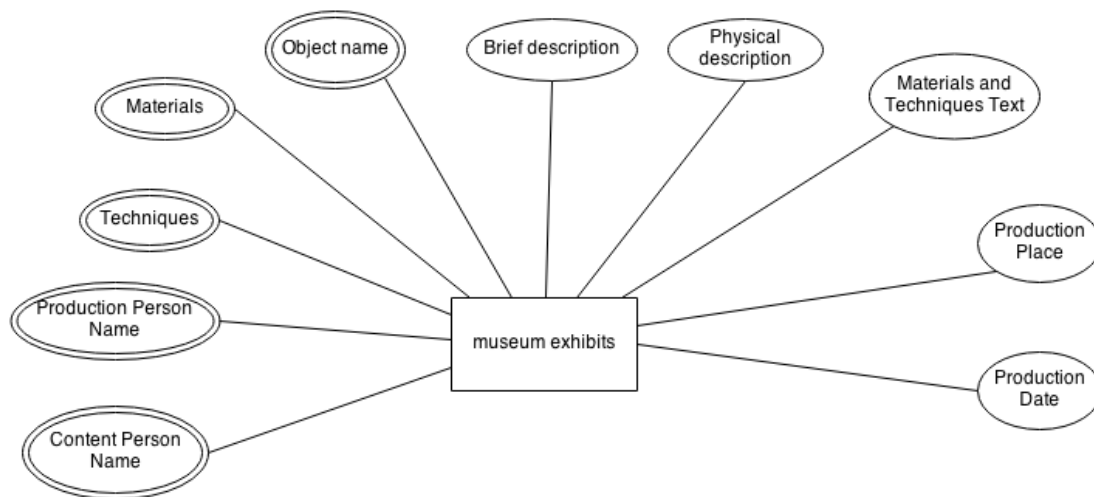 Object name
Brief description
Physical
description
Materials
Materials and
Techniques Text
Techniques
Production
Place
Production Person
Name
museum exhibits
Production
Date
Content Person
Name